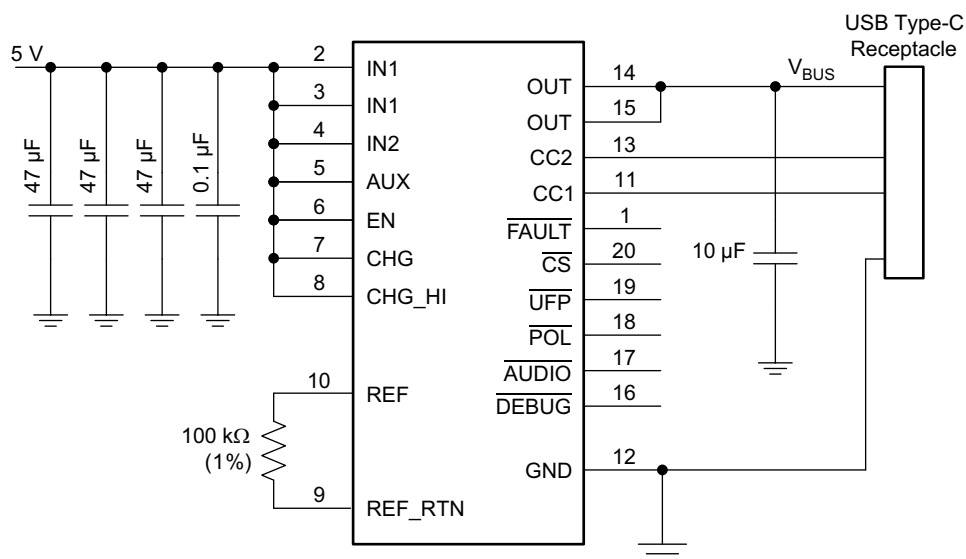 USB Type-C
Receptacle
5 V
2
IN1
3
IN1
4
IN2
5
AUX
6
EN
7
CHG
8
CHG_HI
10
REF
9
REF_RTN
47 µF
47 µF
47 µF
0.1 µF
100 kΩ
(1%)
OUT
14
OUT
15
CC2
13
CC1
11
FAULT
1
CS
20
UFP
19
POL
18
AUDIO
17
DEBUG
16
GND
12
VBUS
10 µF